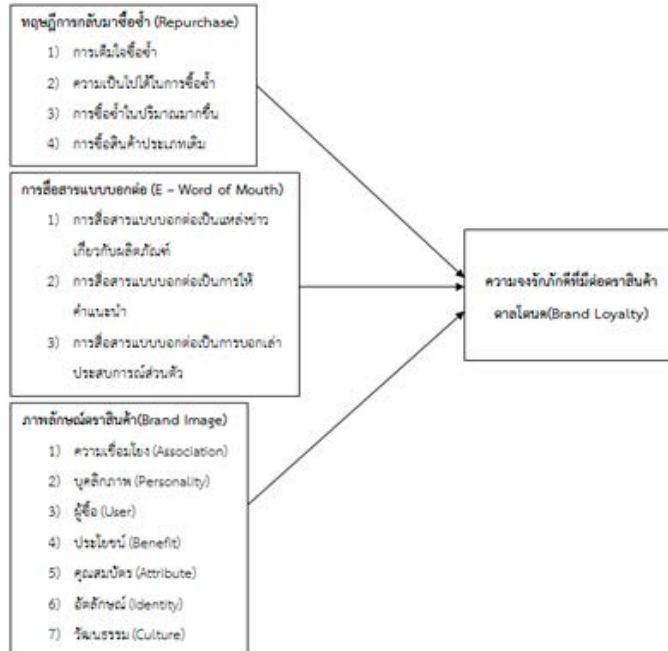 ทฤษฎีการกลับมาซื้อซ้ำ (Repurchase)
1) การเต็มใจซื้อซ้ำ
2) ความเป็นไปได้ในการซื้อซ้ำ
3) การซื้อซ้ำในปริมาณมากขึ้น
4) การซื้อสินค้าประเภทเดิม
การสื่อสารแบบบอกต่อ (E – Word of Mouth)
1) การสื่อสารแบบบอกต่อเป็นแหล่งข่าว
เกี่ยวกับผลิตภัณฑ์
2) การสื่อสารแบบบอกต่อเป็นการให้
คำแนะนำ
3) การสื่อสารแบบบอกต่อเป็นการบอกเล่า
ประสบการณ์ส่วนตัว
ความจงรักภักดีที่มีต่อตราสินค้า
ตาลโตนด(Brand Loyalty)
ภาพลักษณ์ตราสินค้า(Brand Image)
1) ความเชื่อมโยง (Association)
2) บุคลิกภาพ (Personality)
3) ผู้ซื้อ (User)
4) ประโยชน์ (Benefit)
5) คุณสมบัตร (Attribute)
6) อัตลักษณ์ (Identity)
7) วัฒนธรรม (Culture)